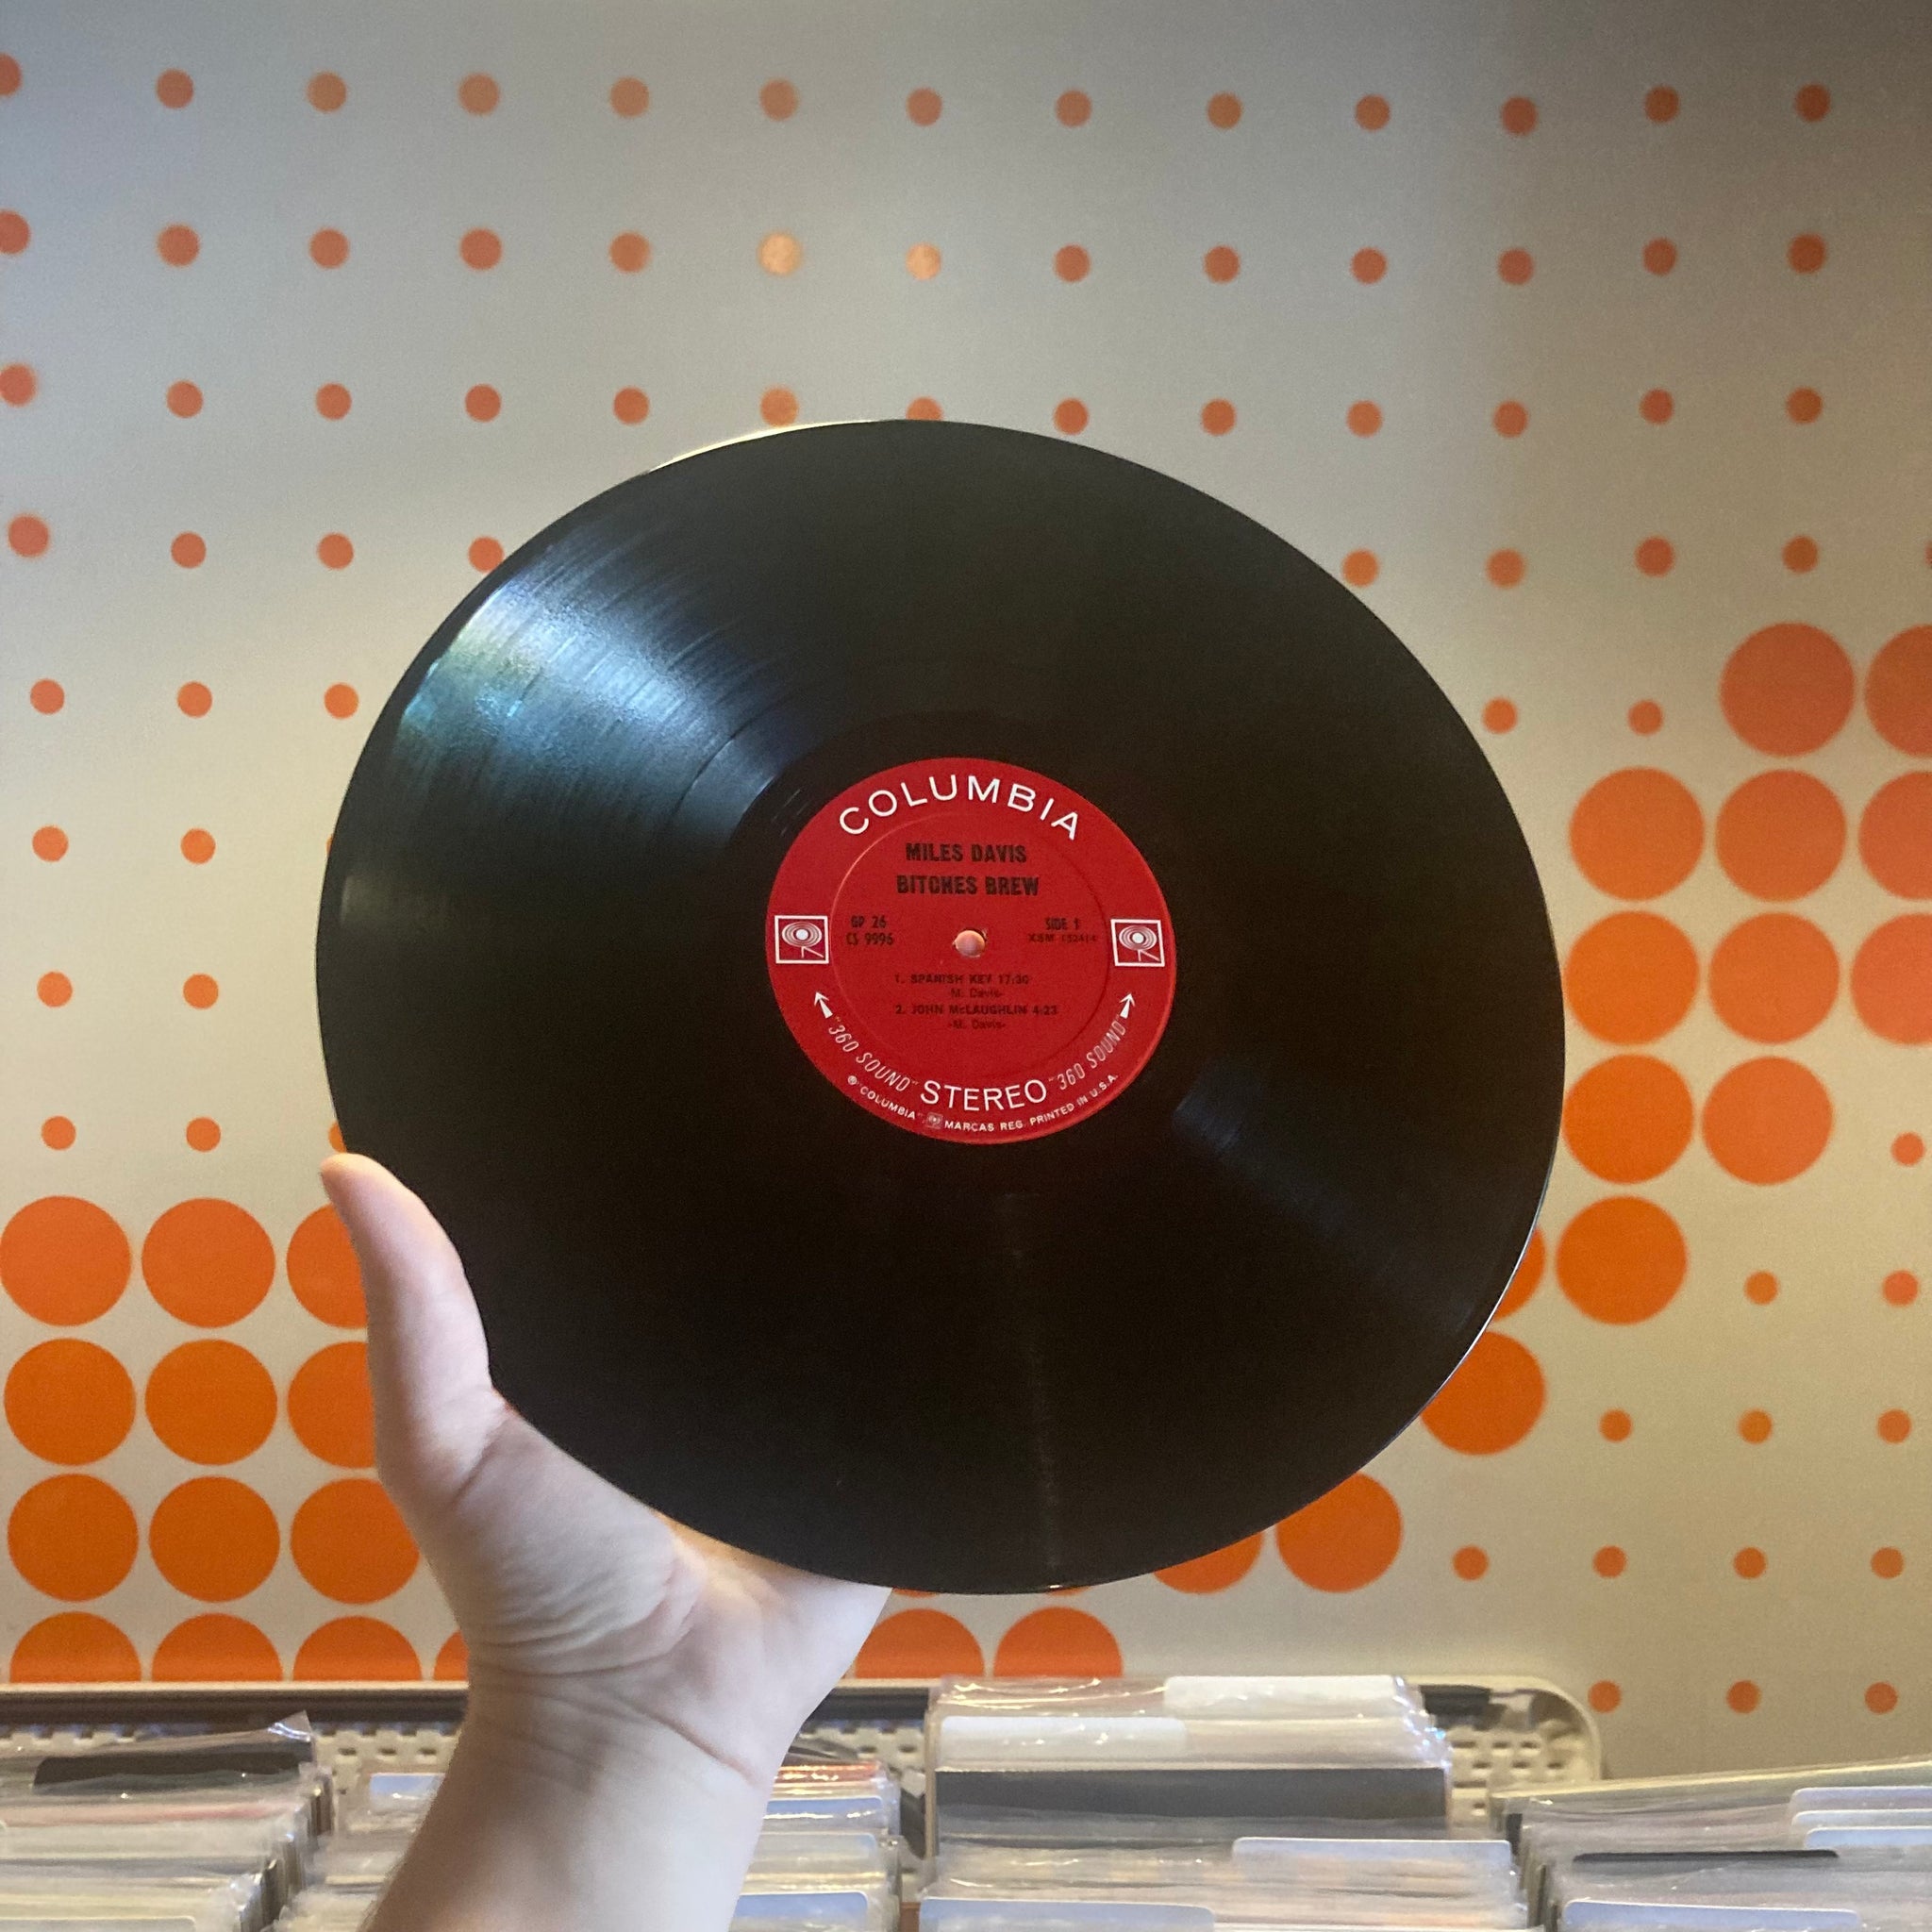 COLUMBIA
MILES DAVIS
BITCHES BREW
GP 26
CS 9996
SIDE 1
1. SPANISH KEY 17:30
-M. Davis-
2. JOHN McLAUGHLIN 4:23
-M. Davis-
"360 SOUND" STEREO "360 SOUND"
® "COLUMBIA" MARCAS REG. PRINTED IN U.S.A.